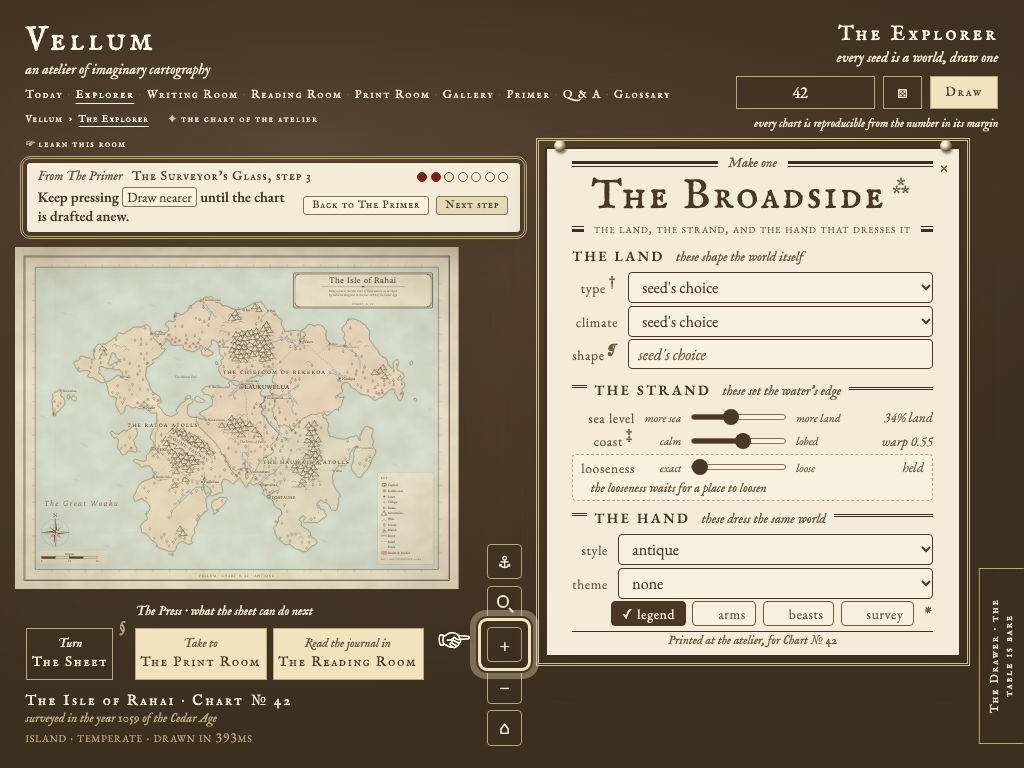 Vellum
an atelier of imaginary cartography
Today · Explorer · Writing Room · Reading Room · Print Room · Gallery · Primer · Q & A · Glossary
Vellum › The Explorer ✦ the chart of the atelier
☞ learn this room
The Explorer
every seed is a world, draw one
42 Draw
every chart is reproducible from the number in its margin
From The Primer The Surveyor's Glass, step 3
Keep pressing Draw nearer until the chart
is drafted anew.
Back to The Primer Next step
The Isle of Rahai
THE CHIEFDOM OF REKEROA
LAUKUWELUA
THE RATOA ATOLLS
The Great Woaku
N
VELLUM · CHART № 42 · ANTIQUE
The Press · what the sheet can do next
Turn
The Sheet
§
Take to
The Print Room
Read the journal in
The Reading Room
The Isle of Rahai · Chart № 42
surveyed in the year 1059 of the Cedar Age
ISLAND · TEMPERATE · DRAWN IN 393MS
+
−
Make one
×
The Broadside⁂
the land, the strand, and the hand that dresses it
THE LAND these shape the world itself
type † seed's choice
climate seed's choice
shape ¶ seed's choice
THE STRAND these set the water's edge
sea level more sea more land 34% land
coast ‡ calm lobed warp 0.55
looseness exact loose held
the looseness waits for a place to loosen
THE HAND these dress the same world
style antique
theme none
✓ legend arms beasts survey *
Printed at the atelier, for Chart № 42
The Drawer · the
table is bare